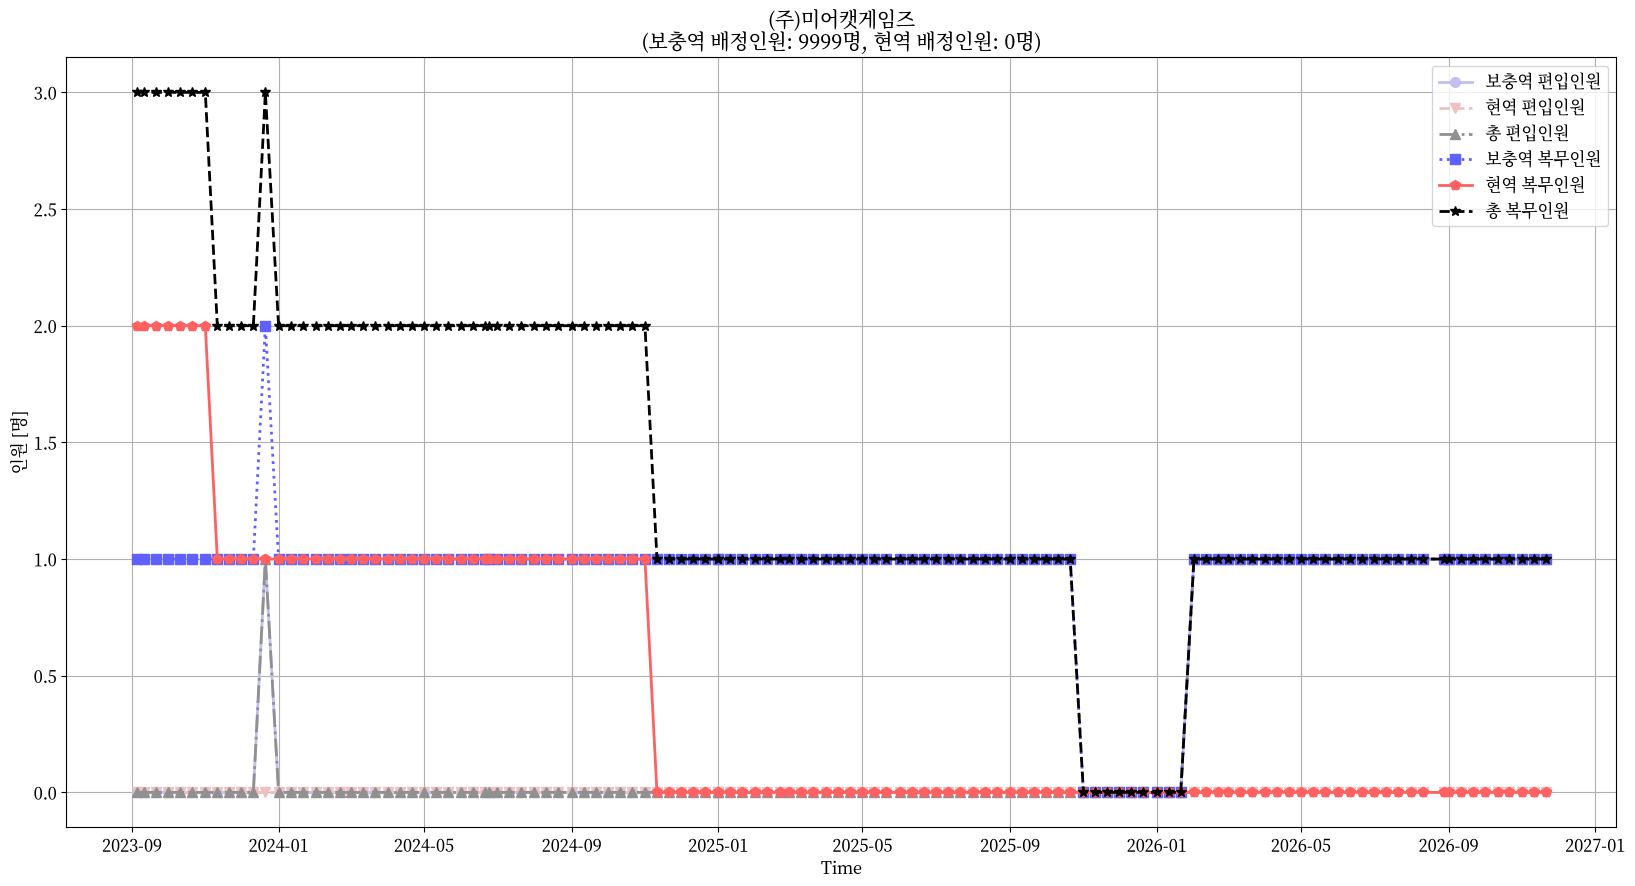 (주)미어캣게임즈
(보충역 배정인원: 9999명, 현역 배정인원: 0명)
보충역 편입인원
현역 편입인원
총 편입인원
보충역 복무인원
현역 복무인원
총 복무인원
인원 [명]
3.0
2.5
2.0
1.5
1.0
0.5
0.0
2023-09
2024-01
2024-05
2024-09
2025-01
2025-05
2025-09
2026-01
2026-05
2026-09
2027-01
Time